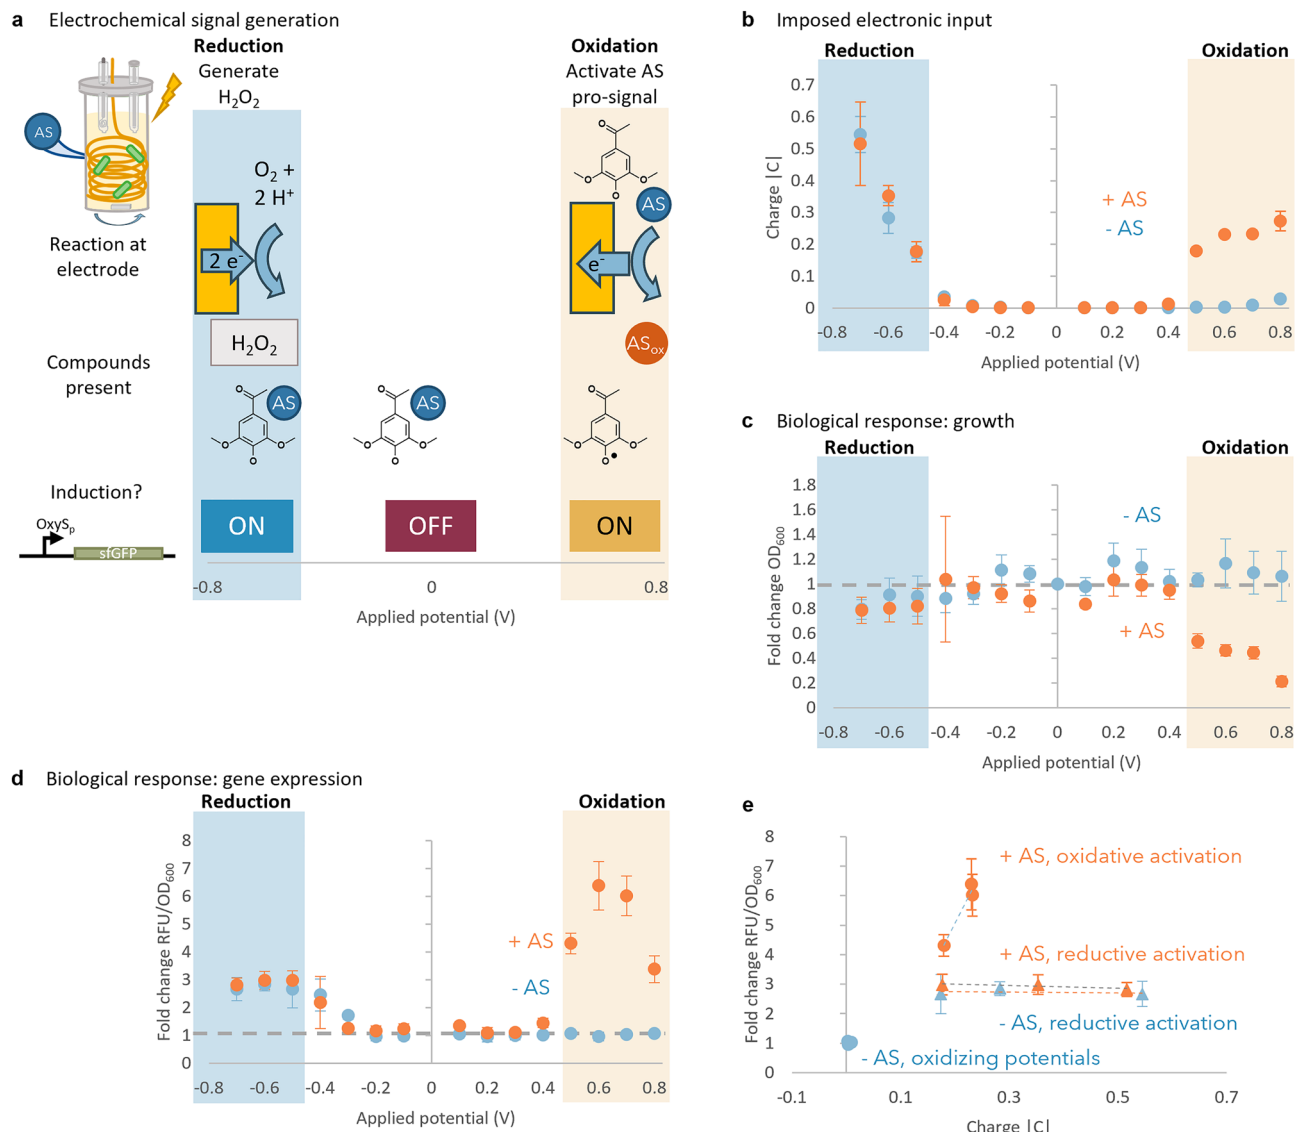 a Electrochemical signal generation
Reduction
Generate
H₂O₂
Oxidation
Activate AS
pro-signal
AS
O₂ +
2 H⁺
2 e⁻
O
O
O
O
AS
e⁻
Reaction at
electrode
H₂O₂
ASox
Compounds
present
O
AS
O
O
O
O
AS
O
O
O
O
O
O
O•
Induction?
OxySp
sfGFP
ON
OFF
ON
-0.8
0
0.8
Applied potential (V)
b Imposed electronic input
Reduction
Oxidation
Charge |C|
0.7
0.6
0.5
0.4
0.3
0.2
0.1
0
+ AS
- AS
-0.8 -0.6 -0.4 -0.2 0 0.2 0.4 0.6 0.8
Applied potential (V)
c Biological response: growth
Reduction
Oxidation
Fold change OD₆₀₀
1.8
1.6
1.4
1.2
1
0.8
0.6
0.4
0.2
0
- AS
+ AS
-0.8 -0.6 -0.4 -0.2 0 0.2 0.4 0.6 0.8
Applied potential (V)
d Biological response: gene expression
Reduction
Oxidation
Fold change RFU/OD₆₀₀
8
7
6
5
4
3
2
1
0
+ AS
- AS
-0.8 -0.6 -0.4 -0.2 0 0.2 0.4 0.6 0.8
Applied potential (V)
e
Fold change RFU/OD₆₀₀
8
7
6
5
4
3
2
1
0
+ AS, oxidative activation
+ AS, reductive activation
- AS, reductive activation
- AS, oxidizing potentials
-0.1 0.1 0.3 0.5 0.7
Charge |C|